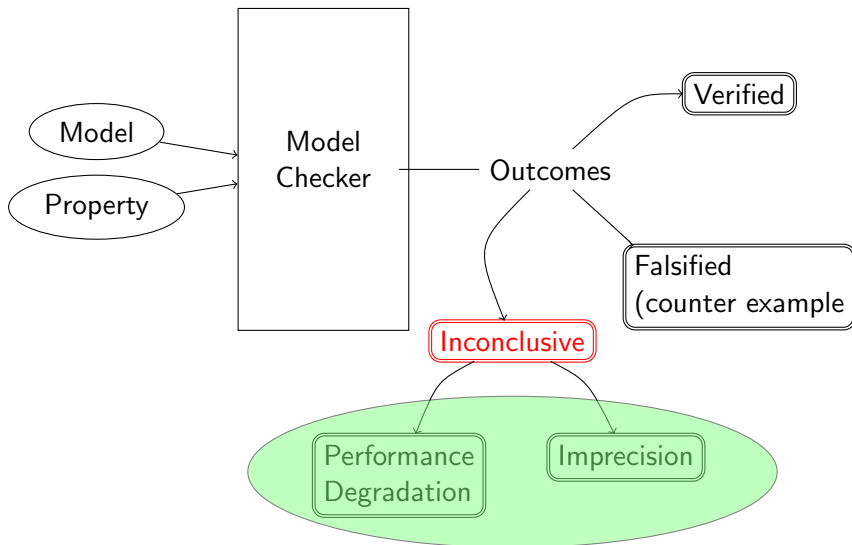 Model
Property
Model
Checker
Outcomes
Verified
Falsified
(counter example
Inconclusive
Performance
Degradation
Imprecision